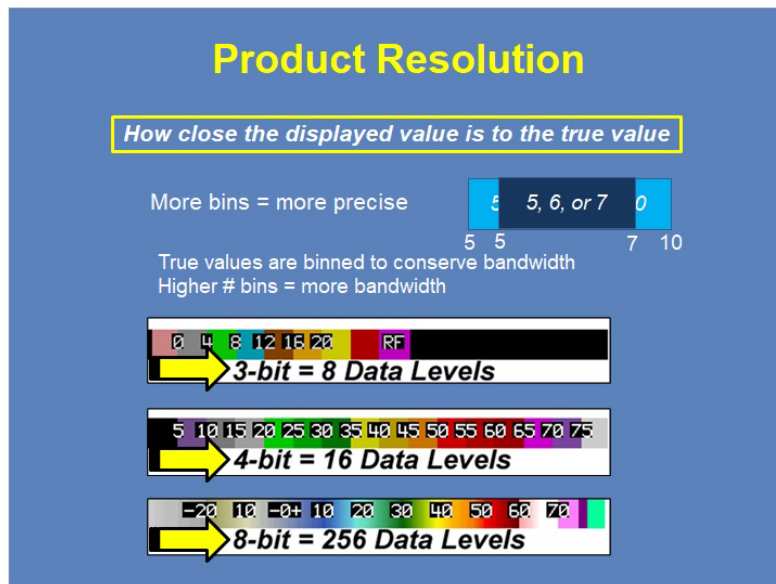 Product Resolution
How close the displayed value is to the true value
More bins = more precise
5, 6, or 7
5 5 7 10
True values are binned to conserve bandwidth
Higher # bins = more bandwidth
0 4 8 12 16 20 RF
3-bit = 8 Data Levels
5 10 15 20 25 30 35 40 45 50 55 60 65 70 75
4-bit = 16 Data Levels
-20 10 -0+ 10 20 30 40 50 60 70
8-bit = 256 Data Levels